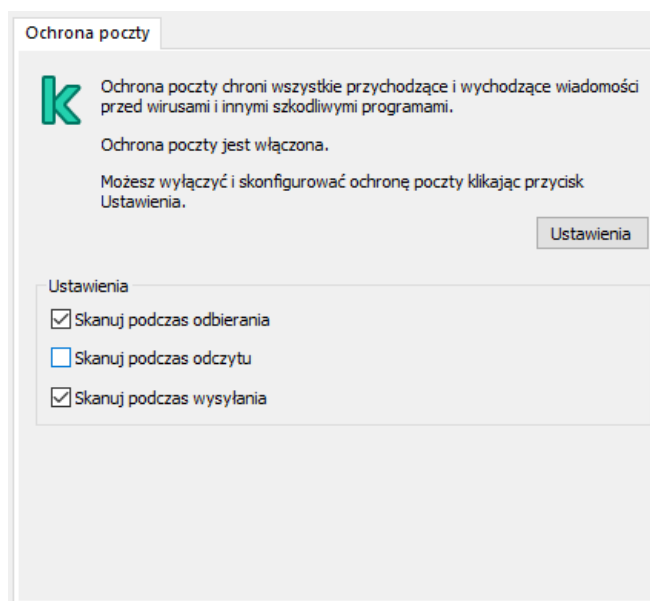 Ochrona poczty
Ochrona poczty chroni wszystkie przychodzące i wychodzące wiadomości
przed wirusami i innymi szkodliwymi programami.
Ochrona poczty jest włączona.
Możesz wyłączyć i skonfigurować ochronę poczty klikając przycisk
Ustawienia.
Ustawienia
Ustawienia
Skanuj podczas odbierania
Skanuj podczas odczytu
Skanuj podczas wysyłania